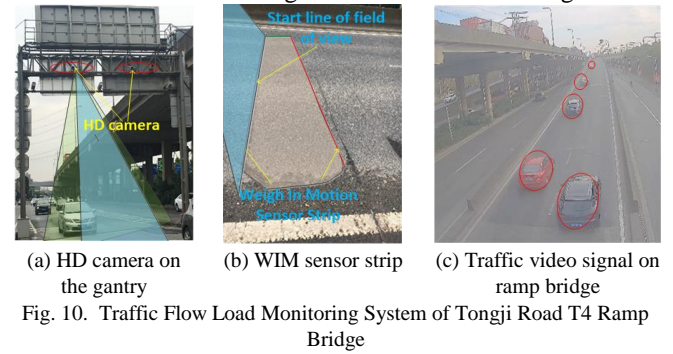 Start line of field
of view
HD camera
Weigh in Motion
Sensor Strip
(a) HD camera on
the gantry
(b) WIM sensor strip
(c) Traffic video signal on
ramp bridge
Fig. 10. Traffic Flow Load Monitoring System of Tongji Road T4 Ramp
Bridge